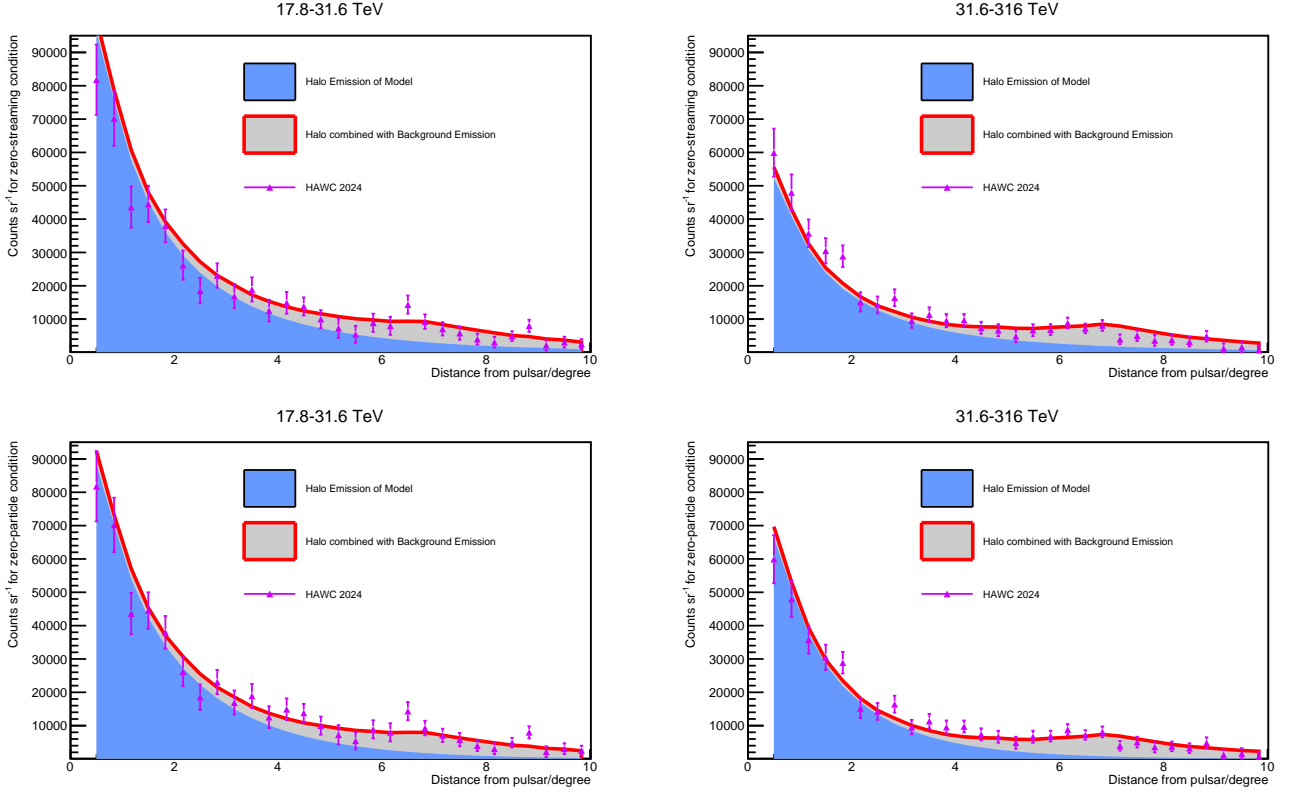 17.8-31.6 TeV
Counts sr⁻¹ for zero-streaming condition
90000
80000
70000
60000
50000
40000
30000
20000
10000
0
2
4
6
8
10
Distance from pulsar/degree
Halo Emission of Model
Halo combined with Background Emission
HAWC 2024
31.6-316 TeV
Counts sr⁻¹ for zero-streaming condition
90000
80000
70000
60000
50000
40000
30000
20000
10000
0
2
4
6
8
10
Distance from pulsar/degree
Halo Emission of Model
Halo combined with Background Emission
HAWC 2024
17.8-31.6 TeV
Counts sr⁻¹ for zero-particle condition
90000
80000
70000
60000
50000
40000
30000
20000
10000
0
2
4
6
8
10
Distance from pulsar/degree
Halo Emission of Model
Halo combined with Background Emission
HAWC 2024
31.6-316 TeV
Counts sr⁻¹ for zero-particle condition
90000
80000
70000
60000
50000
40000
30000
20000
10000
0
2
4
6
8
10
Distance from pulsar/degree
Halo Emission of Model
Halo combined with Background Emission
HAWC 2024